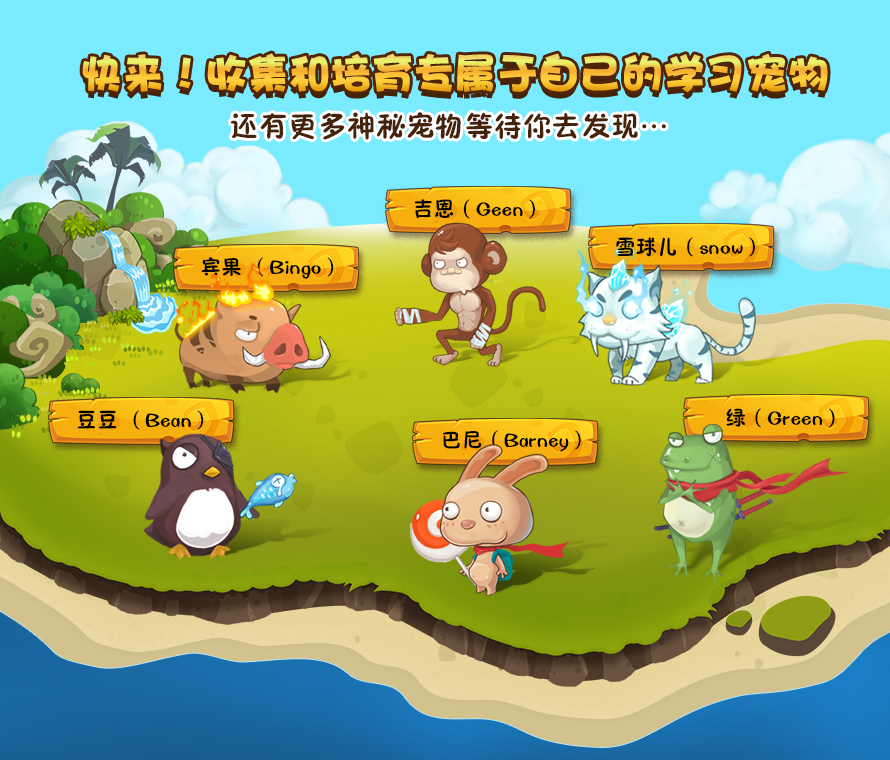 快来！收集和培育专属于自己的学习宠物
还有更多神秘宠物等待你去发现…
吉恩（Geen）
雪球儿（snow）
宾果 （Bingo）
豆豆 （Bean）
巴尼（Barney）
绿（Green）